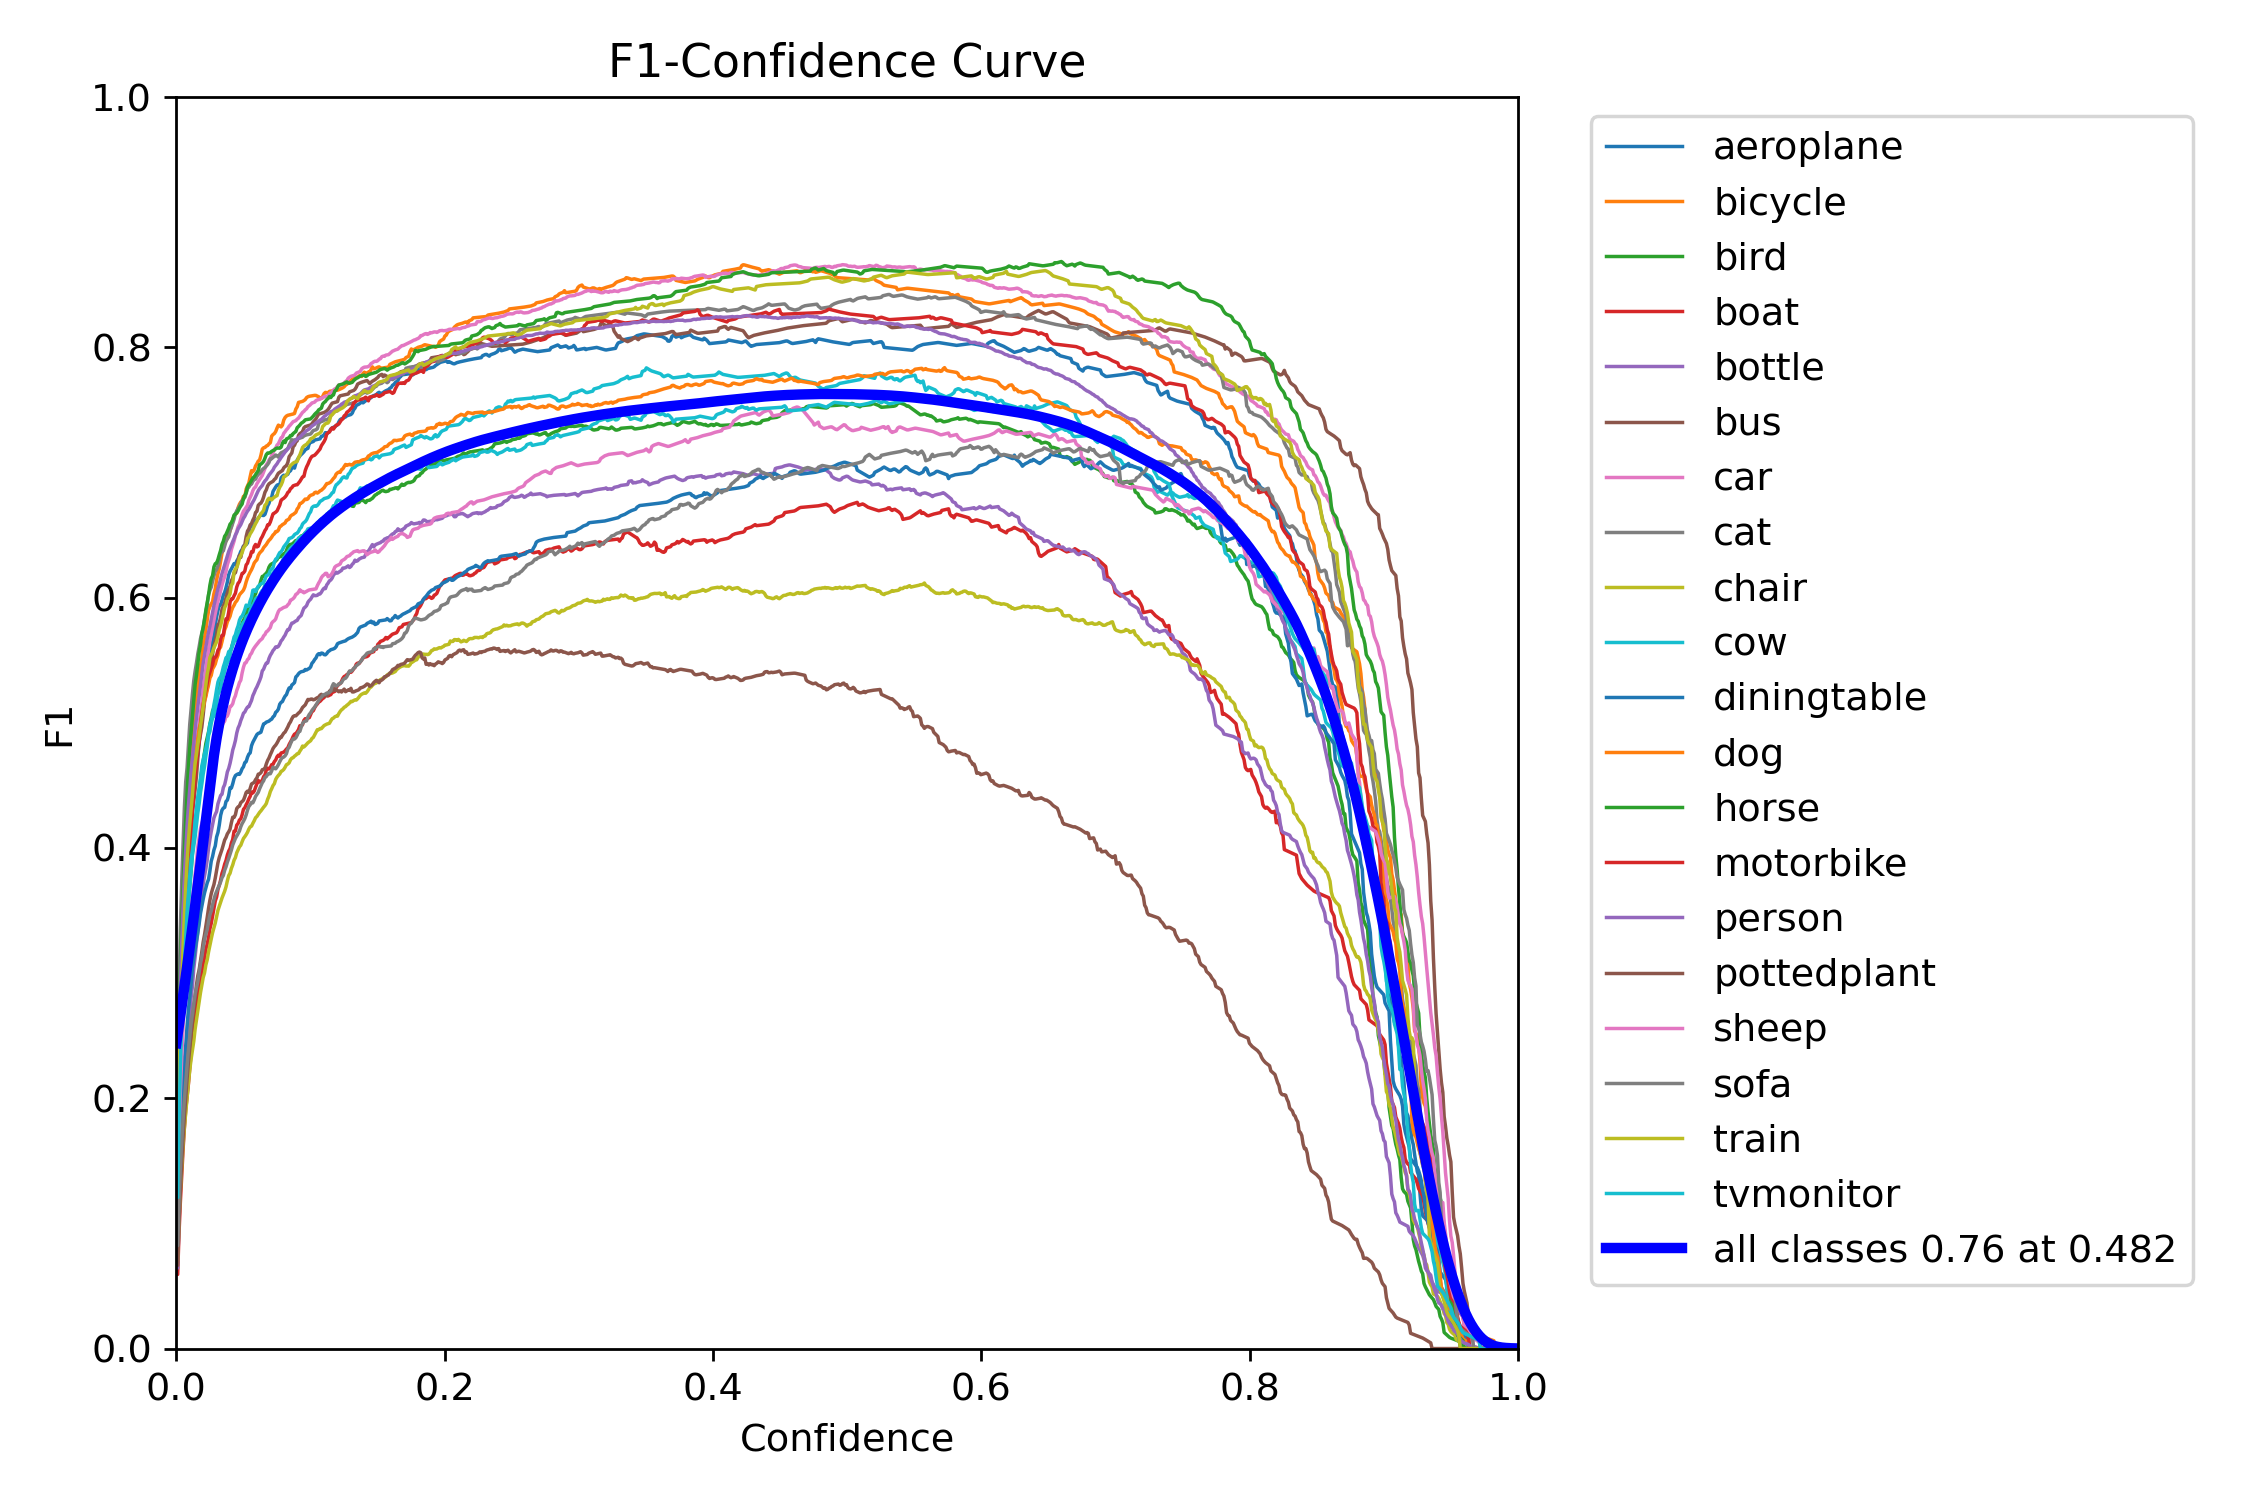 F1-Confidence Curve
1.0
0.8
0.6
0.4
0.2
0.0
F1
0.0 0.2 0.4 0.6 0.8 1.0
Confidence
aeroplane
bicycle
bird
boat
bottle
bus
car
cat
chair
cow
diningtable
dog
horse
motorbike
person
pottedplant
sheep
sofa
train
tvmonitor
all classes 0.76 at 0.482